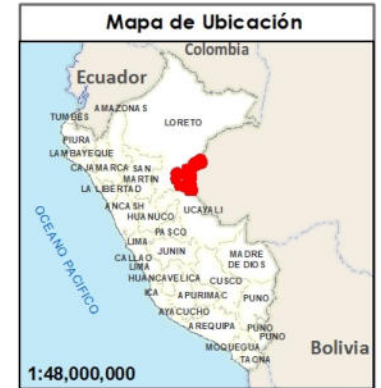 Mapa de Ubicación
Colombia
Ecuador
AMAZONAS
TUMBES
LORETO
PIURA
LAMBAYEQUE
CAJAMARCA
SAN MARTIN
LA LIBERTAD
ANCASH
UCAYALI
HUANUCO
PASCO
LIMA
JUNIN
CALLAO
LIMA
MADRE DE DIOS
HUANCAVELICA
CUSCO
ICA
APURIMAC
PUNO
AYACUCHO
AREQUIPA
PUNO
PUNO
MOQUEGUA
TACNA
Bolivia
OCEANO PACIFICO
1:48,000,000